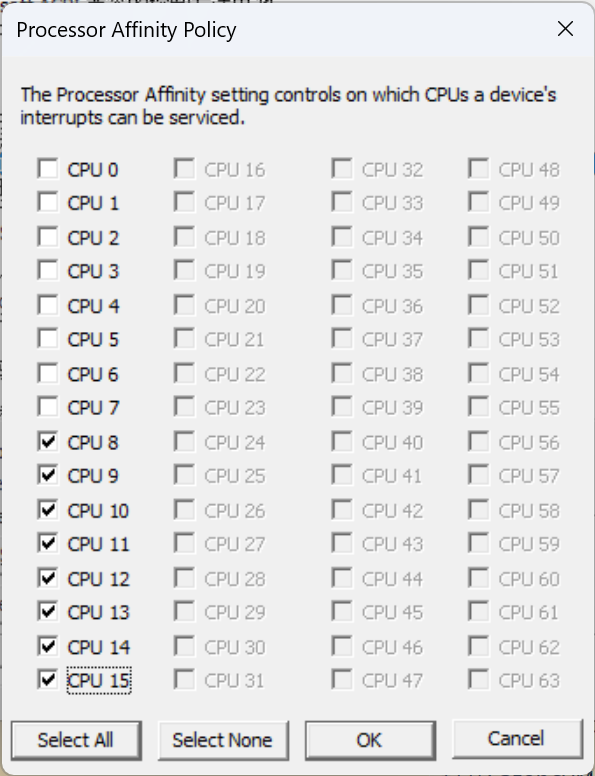 Processor Affinity Policy
The Processor Affinity setting controls on which CPUs a device's
interrupts can be serviced.
CPU 0 CPU 16 CPU 32 CPU 48
CPU 1 CPU 17 CPU 33 CPU 49
CPU 2 CPU 18 CPU 34 CPU 50
CPU 3 CPU 19 CPU 35 CPU 51
CPU 4 CPU 20 CPU 36 CPU 52
CPU 5 CPU 21 CPU 37 CPU 53
CPU 6 CPU 22 CPU 38 CPU 54
CPU 7 CPU 23 CPU 39 CPU 55
CPU 8 CPU 24 CPU 40 CPU 56
CPU 9 CPU 25 CPU 41 CPU 57
CPU 10 CPU 26 CPU 42 CPU 58
CPU 11 CPU 27 CPU 43 CPU 59
CPU 12 CPU 28 CPU 44 CPU 60
CPU 13 CPU 29 CPU 45 CPU 61
CPU 14 CPU 30 CPU 46 CPU 62
CPU 15 CPU 31 CPU 47 CPU 63
Select All Select None OK Cancel